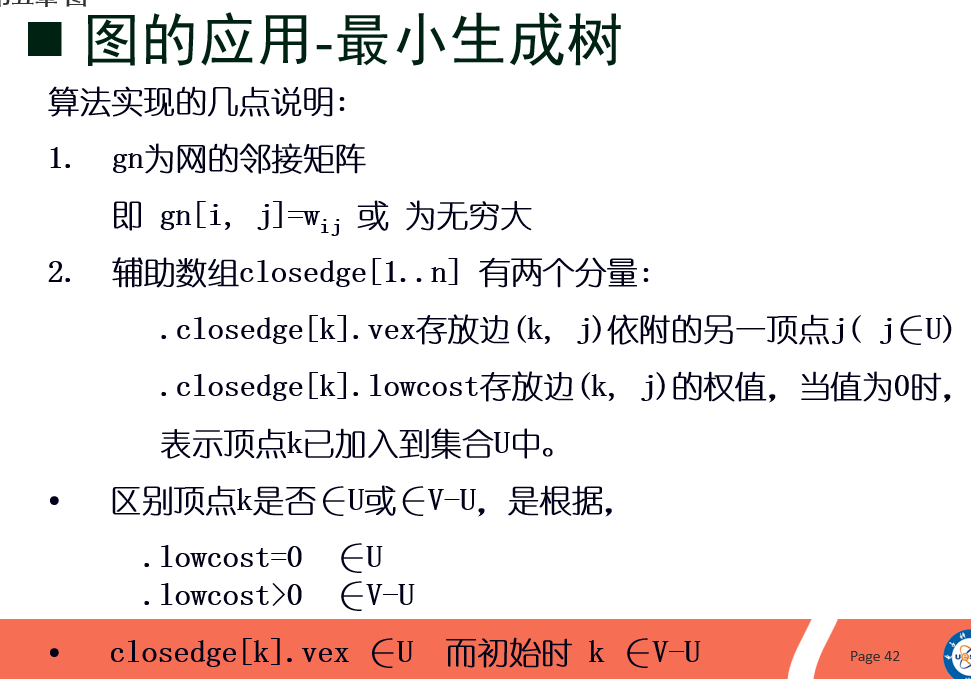 ■ 图的应用-最小生成树
算法实现的几点说明:
1. gn为网的邻接矩阵
即 gn[i, j]=wij 或 为无穷大
2. 辅助数组closedge[1..n] 有两个分量:
.closedge[k].vex存放边(k, j)依附的另一顶点j( j∈U)
.closedge[k].lowcost存放边(k, j)的权值，当值为0时，
表示顶点k已加入到集合U中。
• 区别顶点k是否∈U或∈V-U，是根据，
.lowcost=0 ∈U
.lowcost>0 ∈V-U
• closedge[k].vex ∈U 而初始时 k ∈V-U
Page 42